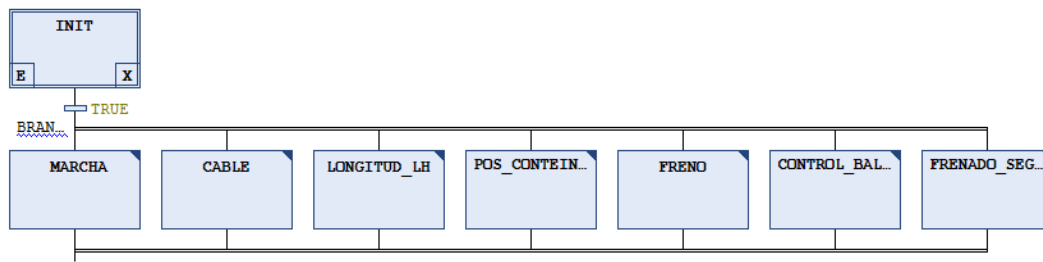 INIT
E X
TRUE
BRAN...
MARCHA CABLE LONGITUD_LH POS_CONTEIN... FRENO CONTROL_BAL... FRENADO_SEG...